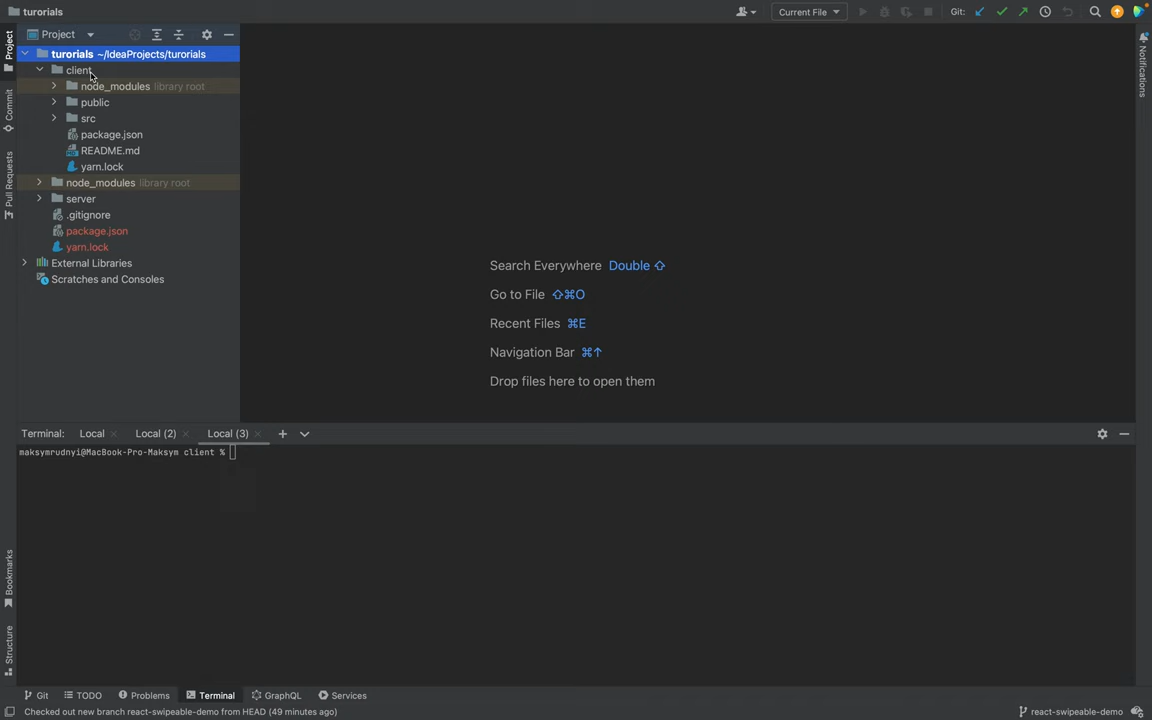 turorials
Current File
Git:
Project
turorials ~/IdeaProjects/turorials
client
node_modules library root
public
src
package.json
README.md
yarn.lock
node_modules library root
server
.gitignore
package.json
yarn.lock
External Libraries
Scratches and Consoles
Project
Commit
Pull Requests
Bookmarks
Structure
Notifications
Search Everywhere Double ⇧
Go to File ⇧⌘O
Recent Files ⌘E
Navigation Bar ⌘↑
Drop files here to open them
Terminal: Local Local (2) Local (3)
maksymrudnyi@MacBook-Pro-Maksym client %
Git TODO Problems Terminal GraphQL Services
Checked out new branch react-swipeable-demo from HEAD (49 minutes ago)
react-swipeable-demo